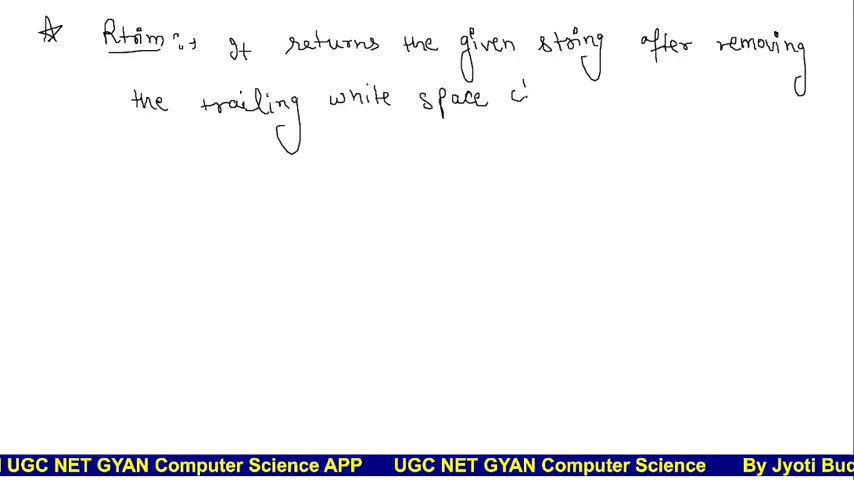 ☆ Rtrim :→ It returns the given string after removing
the trailing white space
UGC NET GYAN Computer Science APP UGC NET GYAN Computer Science By Jyoti Bud